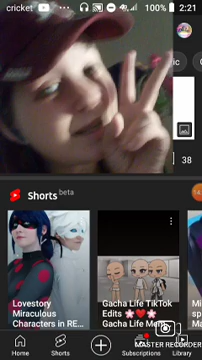 cricket 100% 2:21
38
Shorts beta
Lovestory
Miraculous
Characters in RE...
Gacha Life TikTok
Edits 🌸❤️🌸
Gacha Life Mem
Home
Shorts
Subscriptions
Library
MASTER RECORDER